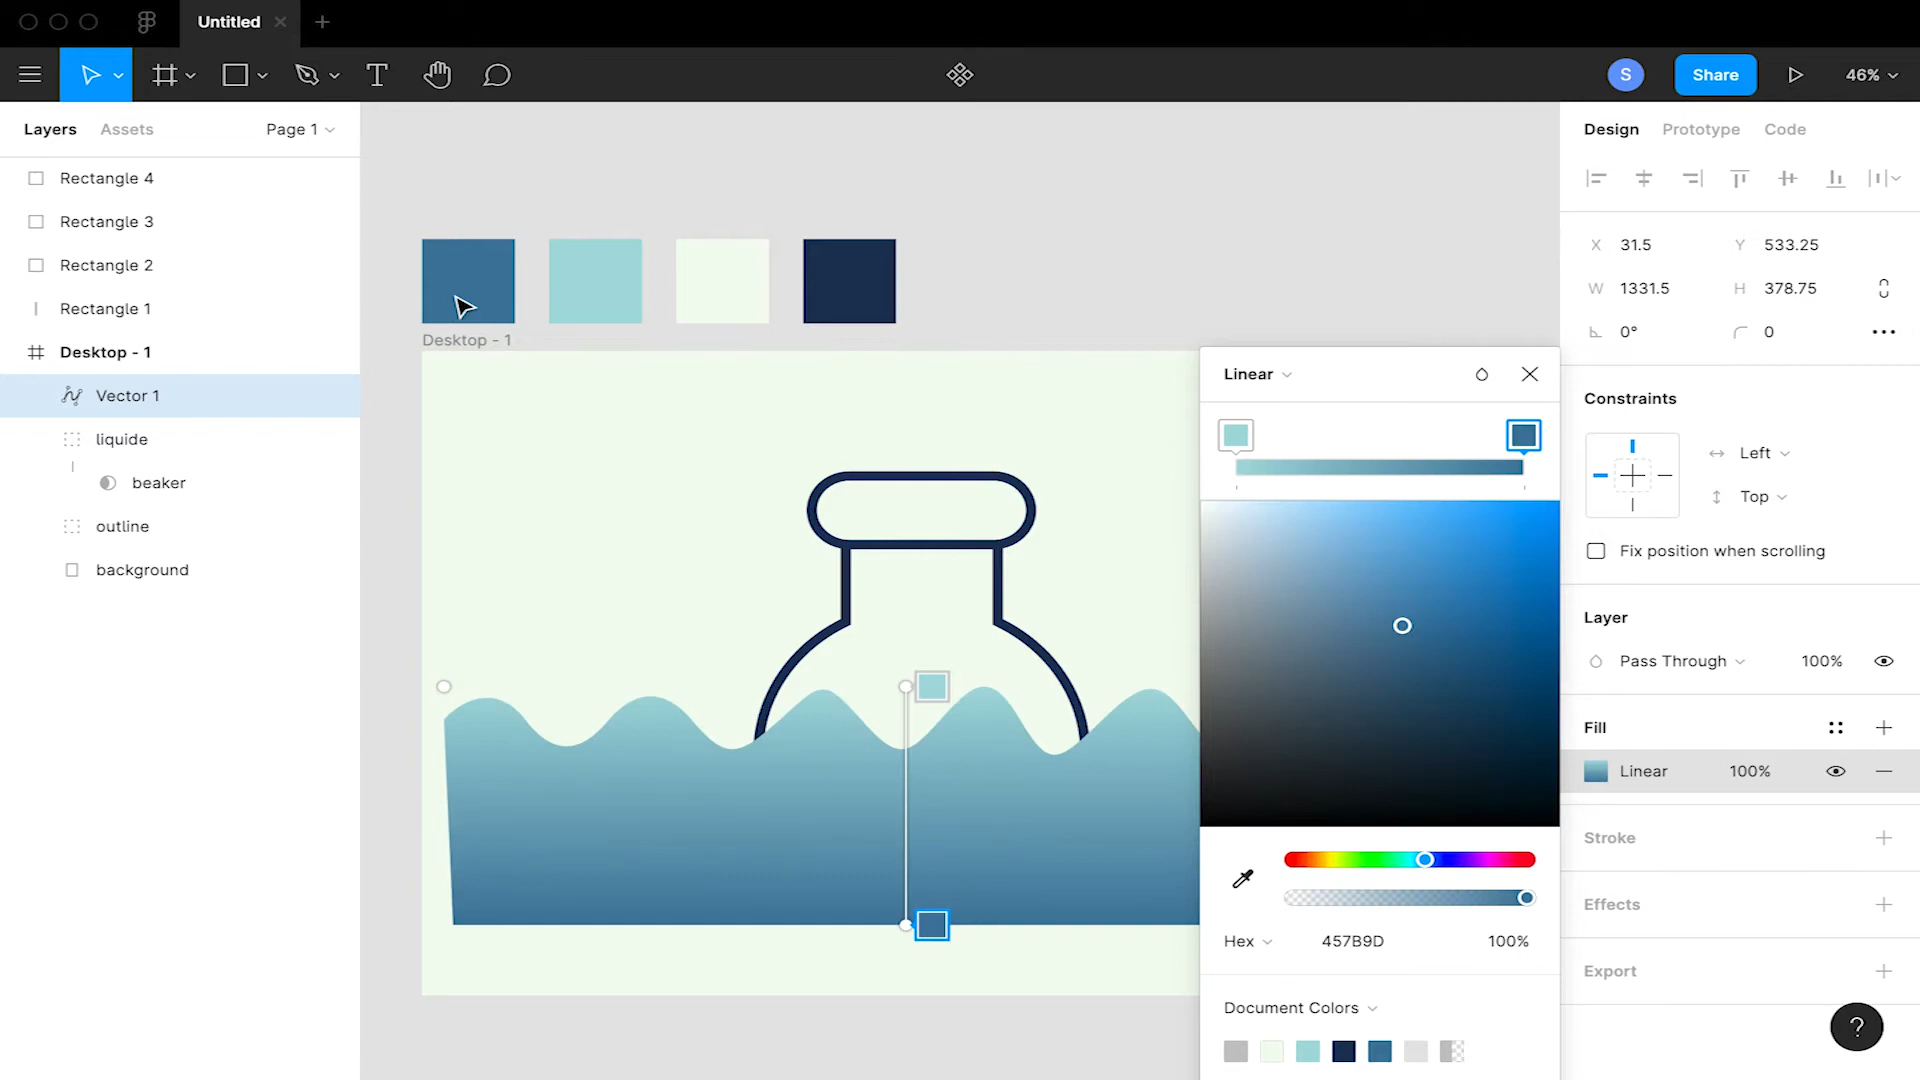 Untitled
S
Share
46%
Layers
Assets
Page 1
Design
Prototype
Code
Rectangle 4
Rectangle 3
Rectangle 2
Rectangle 1
Desktop - 1
Vector 1
liquide
beaker
outline
background
Desktop - 1
X 31.5
Y 533.25
W 1331.5
H 378.75
0°
0
Constraints
Left
Top
Fix position when scrolling
Layer
Pass Through
100%
Fill
Linear
100%
Stroke
Effects
Export
Linear
Hex
457B9D
100%
Document Colors
?